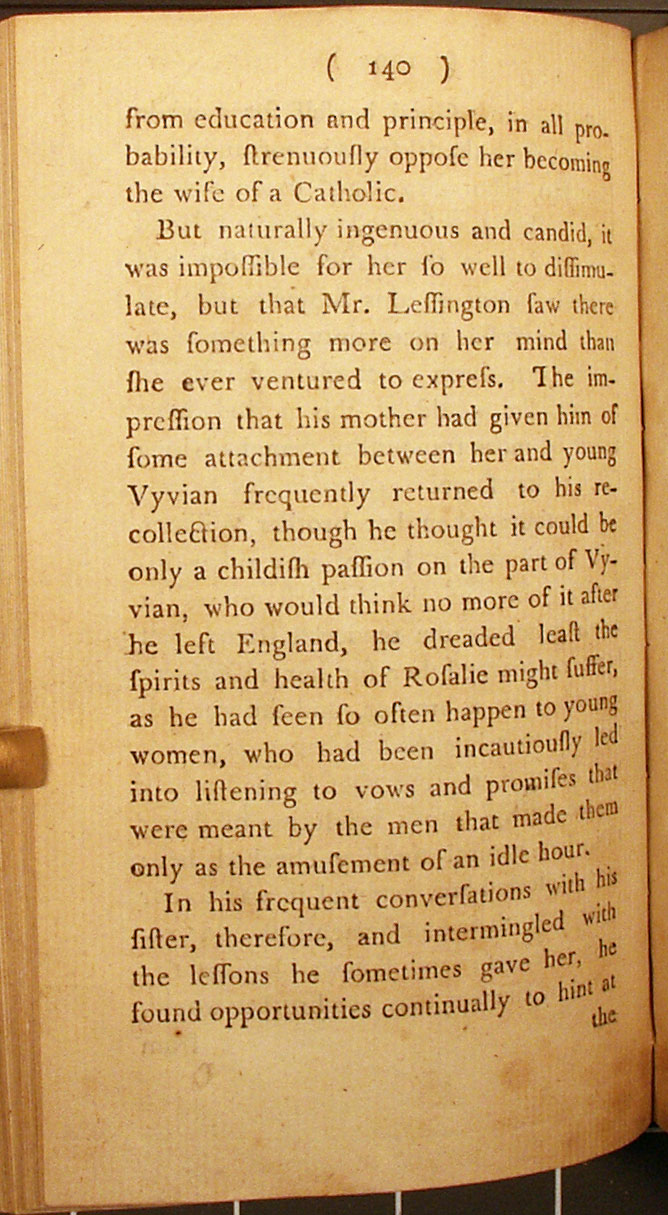 ( 140 )
from education and principle, in all pro-
bability, ſtrenuouſly oppoſe her becoming
the wife of a Catholic.
But naturally ingenuous and candid, it
was impoſſible for her ſo well to diſſimu-
late, but that Mr. Leſſington ſaw there
was ſomething more on her mind than
ſhe ever ventured to expreſs. The im-
preſſion that his mother had given him of
ſome attachment between her and young
Vyvian frequently returned to his re-
collection, though he thought it could be
only a childiſh paſſion on the part of Vy-
vian, who would think no more of it after
he left England, he dreaded leaſt the
ſpirits and health of Roſalie might ſuffer,
as he had ſeen ſo often happen to young
women, who had been incautiouſly led
into liſtening to vows and promiſes that
were meant by the men that made them
only as the amuſement of an idle hour.
In his frequent converſations with his
ſiſter, therefore, and intermingled with
the leſſons he ſometimes gave her, he
found opportunities continually to hint at
the